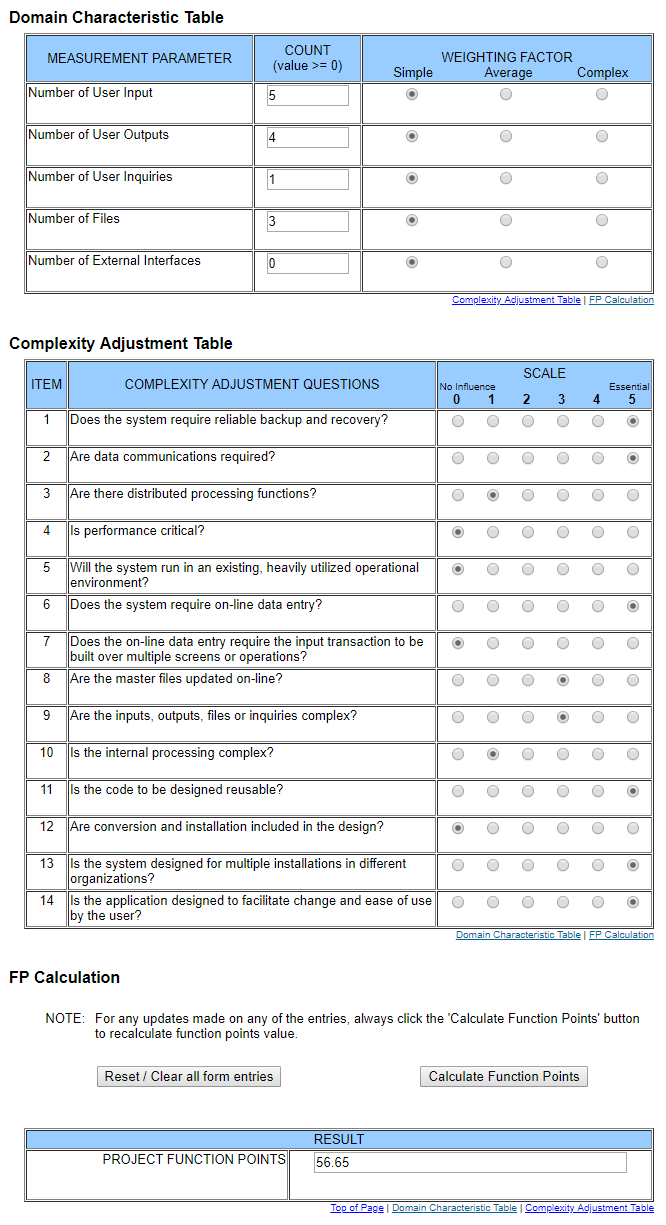 Domain Characteristic Table
MEASUREMENT PARAMETER
COUNT
(value >= 0)
WEIGHTING FACTOR
Simple Average Complex
Number of User Input 5
Number of User Outputs 4
Number of User Inquiries 1
Number of Files 3
Number of External Interfaces 0
Complexity Adjustment Table | FP Calculation
Complexity Adjustment Table
ITEM COMPLEXITY ADJUSTMENT QUESTIONS
SCALE
No Influence Essential
0 1 2 3 4 5
1 Does the system require reliable backup and recovery?
2 Are data communications required?
3 Are there distributed processing functions?
4 Is performance critical?
5 Will the system run in an existing, heavily utilized operational
environment?
6 Does the system require on-line data entry?
7 Does the on-line data entry require the input transaction to be
built over multiple screens or operations?
8 Are the master files updated on-line?
9 Are the inputs, outputs, files or inquiries complex?
10 Is the internal processing complex?
11 Is the code to be designed reusable?
12 Are conversion and installation included in the design?
13 Is the system designed for multiple installations in different
organizations?
14 Is the application designed to facilitate change and ease of use
by the user?
Domain Characteristic Table | FP Calculation
FP Calculation
NOTE: For any updates made on any of the entries, always click the 'Calculate Function Points' button
to recalculate function points value.
Reset / Clear all form entries Calculate Function Points
RESULT
PROJECT FUNCTION POINTS 56.65
Top of Page | Domain Characteristic Table | Complexity Adjustment Table